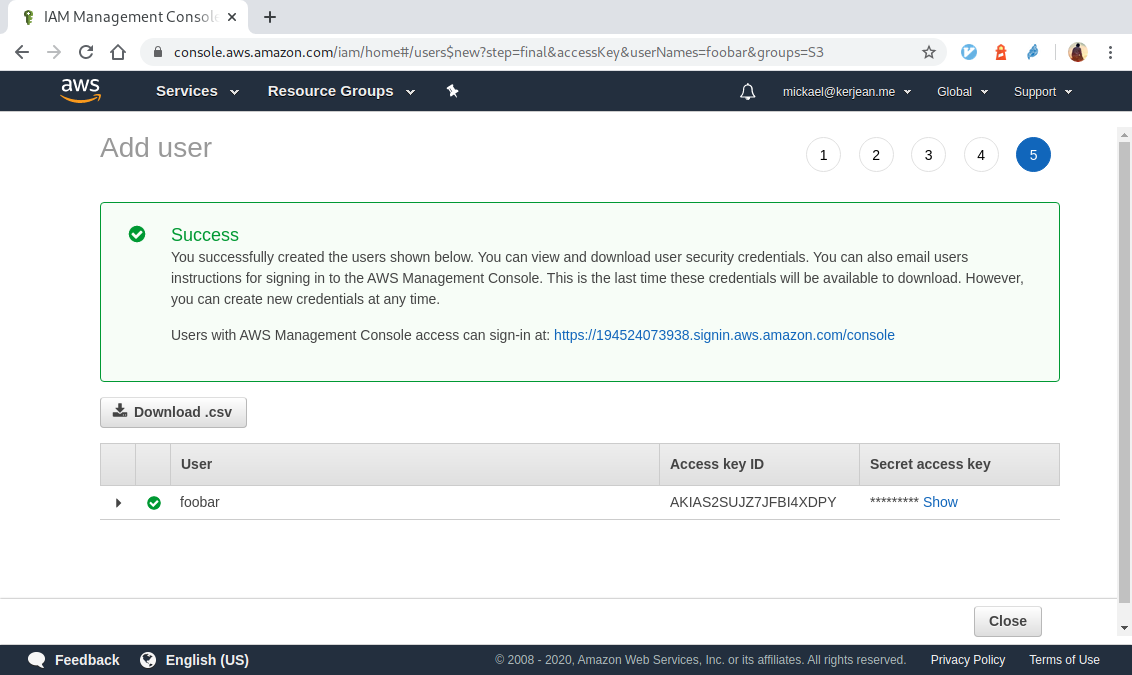 IAM Management Console
console.aws.amazon.com/iam/home#/users$new?step=final&accessKey&userNames=foobar&groups=S3
aws Services Resource Groups mickael@kerjean.me Global Support
Add user 1 2 3 4 5
Success
You successfully created the users shown below. You can view and download user security credentials. You can also email users
instructions for signing in to the AWS Management Console. This is the last time these credentials will be available to download. However,
you can create new credentials at any time.
Users with AWS Management Console access can sign-in at: https://194524073938.signin.aws.amazon.com/console
Download .csv
User Access key ID Secret access key
foobar AKIAS2SUJZ7JFBI4XDPY ********* Show
Close
Feedback English (US) © 2008 - 2020, Amazon Web Services, Inc. or its affiliates. All rights reserved. Privacy Policy Terms of Use